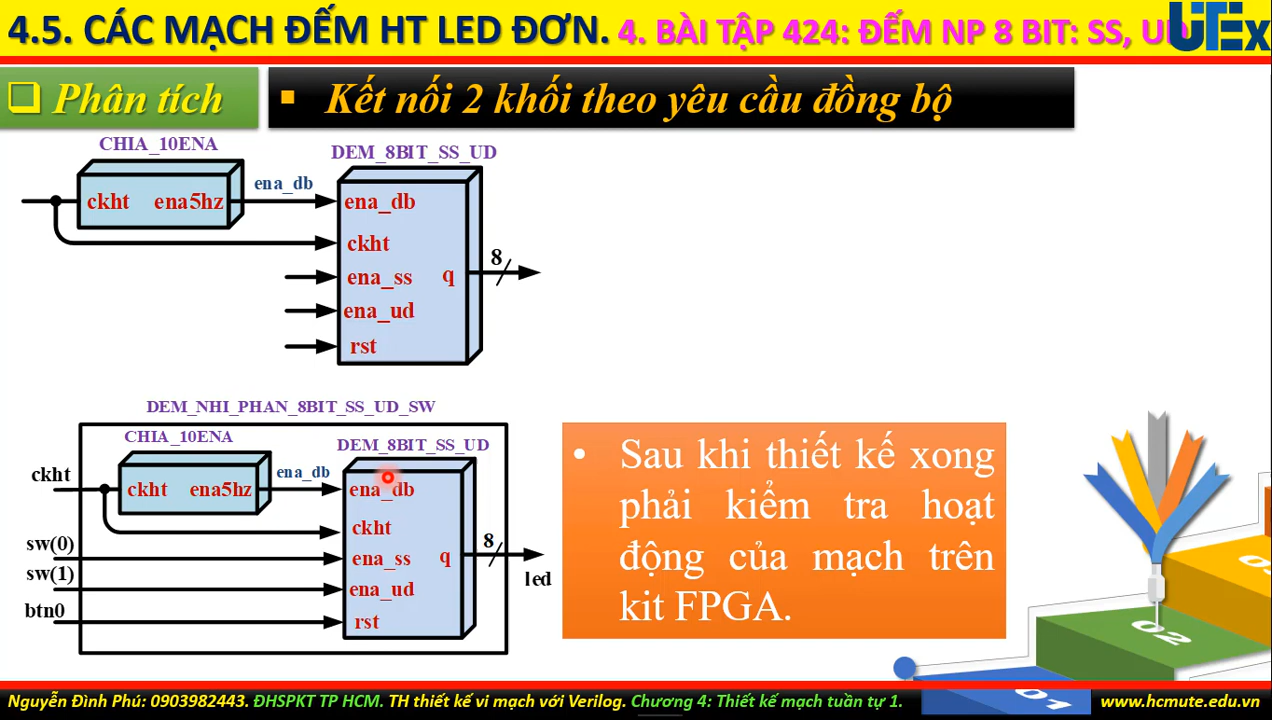 4.5. CÁC MẠCH ĐẾM HT LED ĐƠN. 4. BÀI TẬP 424: ĐẾM NP 8 BIT: SS, UD
UTEx
Phân tích
Kết nối 2 khối theo yêu cầu đồng bộ
CHIA_10ENA
DEM_8BIT_SS_UD
ckht ena5hz
ena_db
ena_db
ckht
ena_ss
q
8
ena_ud
rst
DEM_NHI_PHAN_8BIT_SS_UD_SW
CHIA_10ENA
DEM_8BIT_SS_UD
ckht
ckht ena5hz
ena_db
ena_db
ckht
sw(0)
ena_ss
q
8
led
sw(1)
ena_ud
btn0
rst
• Sau khi thiết kế xong
phải kiểm tra hoạt
động của mạch trên
kit FPGA.
03
02
01
Nguyễn Đình Phú: 0903982443. ĐHSPKT TP HCM. TH thiết kế vi mạch với Verilog. Chương 4: Thiết kế mạch tuần tự 1.
www.hcmute.edu.vn